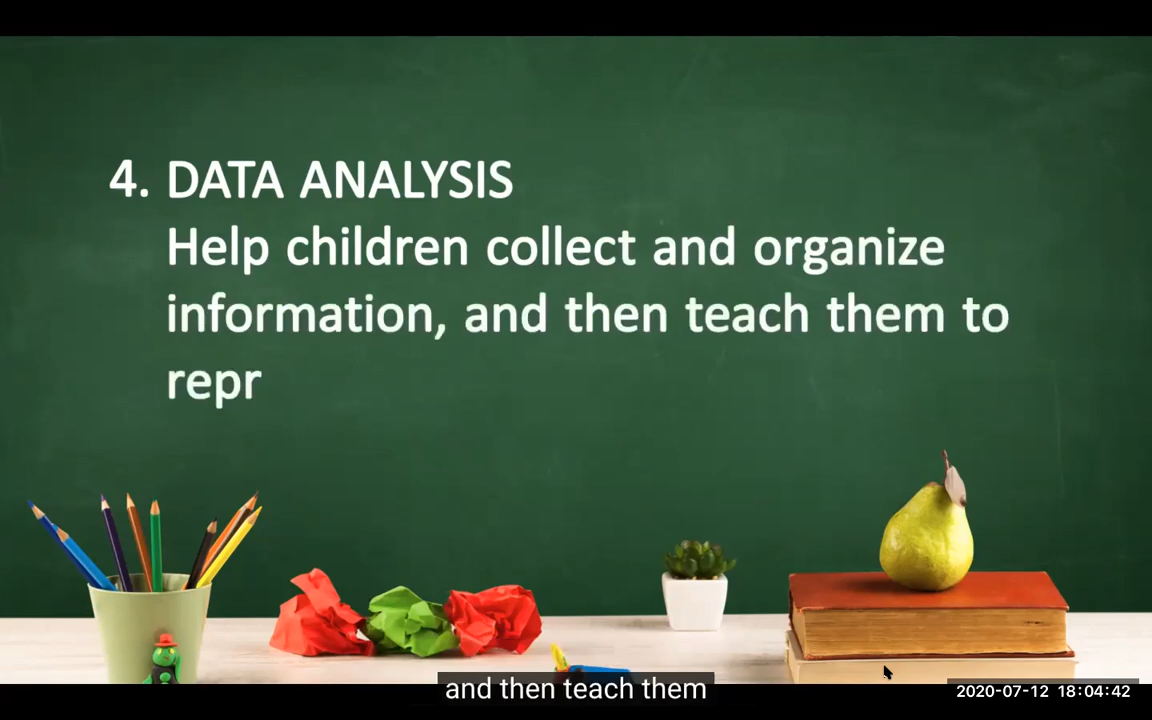 4. DATA ANALYSIS
Help children collect and organize
information, and then teach them to
repr
and then teach them
2020-07-12 18:04:42